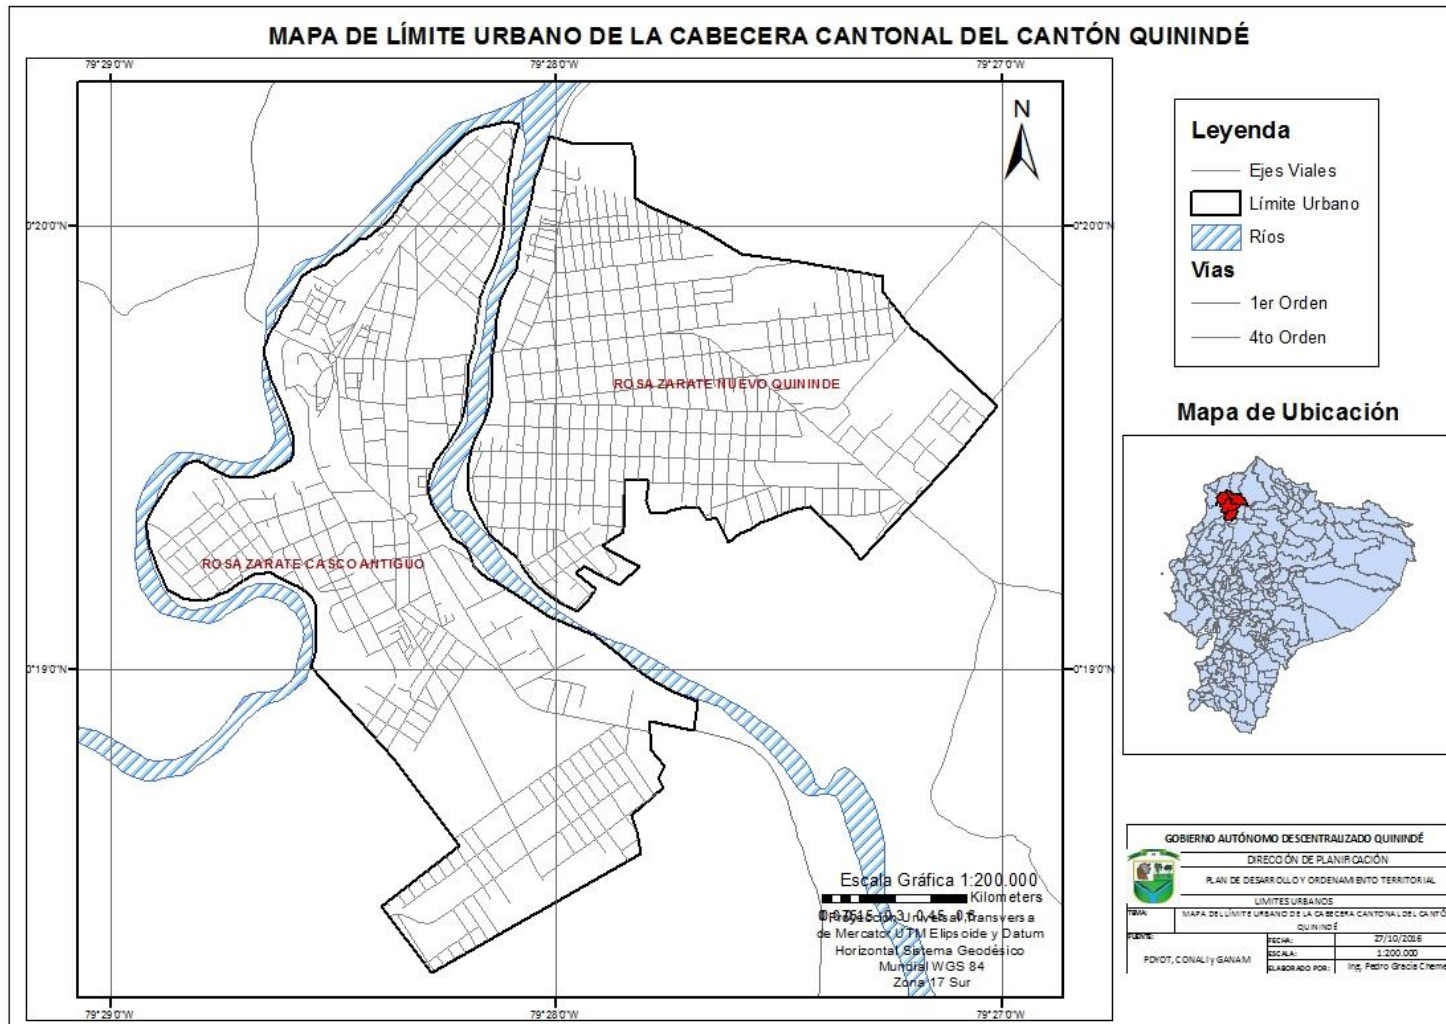 MAPA DE LÍMITE URBANO DE LA CABECERA CANTONAL DEL CANTÓN QUININDÉ
79°29'0"W
79°28'0"W
79°27'0"W
N
0°20'0"N
0°20'0"N
ROSA ZARATE NUEVO QUININDE
ROSA ZARATE CASCO ANTIGUO
0°19'0"N
0°19'0"N
Escala Gráfica 1:200.000
Kilometers
Proyección Universal Transversa
de Mercator UTM Elipsoide y Datum
Horizontal Sistema Geodésico
Mundial WGS 84
Zona 17 Sur
79°29'0"W
79°28'0"W
79°27'0"W
Leyenda
Ejes Viales
Límite Urbano
Ríos
Vias
1er Orden
4to Orden
Mapa de Ubicación
GOBIERNO AUTÓNOMO DESCENTRALIZADO QUININDÉ
DIRECCIÓN DE PLANIFICACIÓN
PLAN DE DESARROLLO Y ORDENAMIENTO TERRITORIAL
LIMITES URBANOS
TEMA:
MAPA DEL LÍMITE URBANO DE LA CABECERA CANTONAL DEL CANTÓ
QUININDÉ
FUENTE:
PDYOT, CONALI y GANAM
FECHA: 27/10/2016
ESCALA: 1:200.000
ELABORADO POR: Ing. Pedro Gracia Cheme